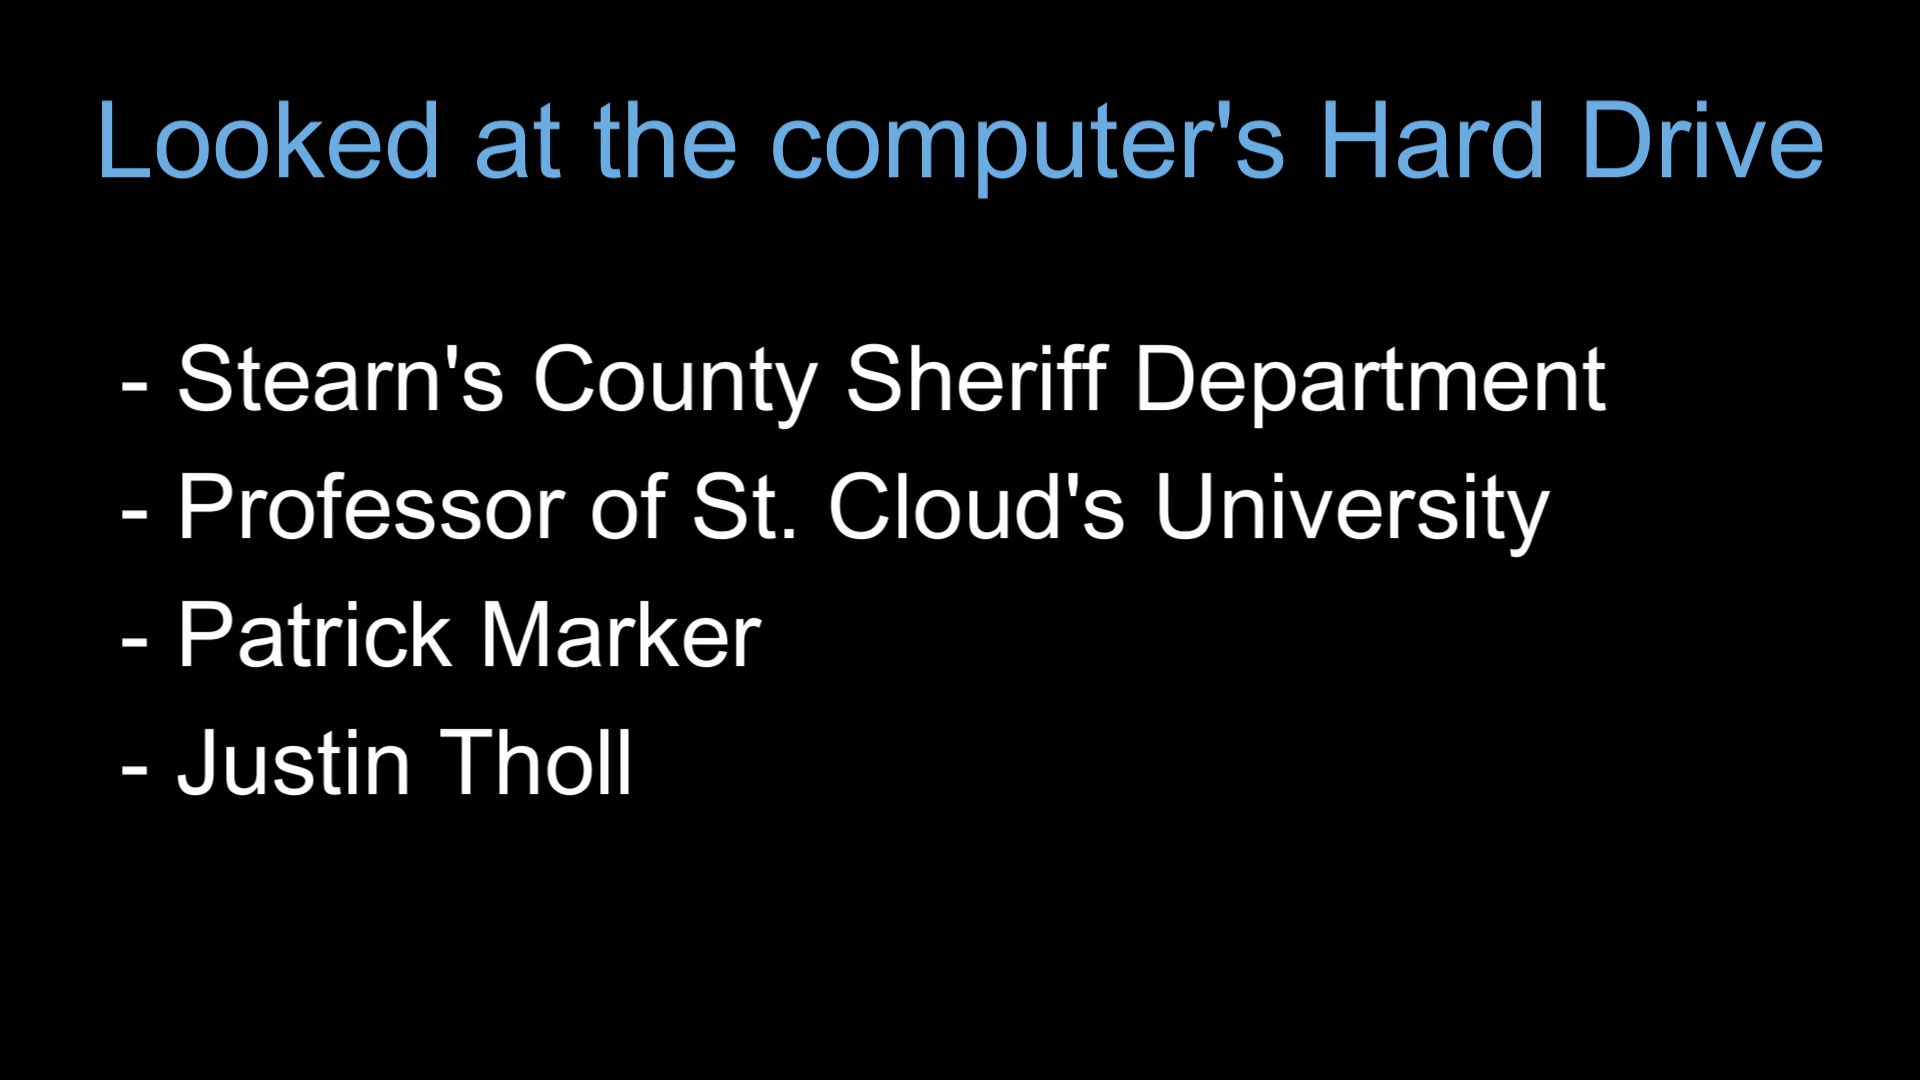 Looked at the computer's Hard Drive
- Stearn's County Sheriff Department
- Professor of St. Cloud's University
- Patrick Marker
- Justin Tholl